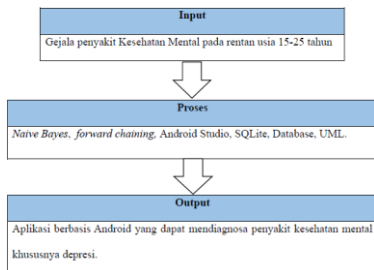 Input
Gejala penyakit Kesehatan Mental pada rentan usia 15-25 tahun
Proses
Naive Bayes, forward chaining, Android Studio, SQLite, Database, UML.
Output
Aplikasi berbasis Android yang dapat mendiagnosa penyakit kesehatan mental
khususnya depresi.